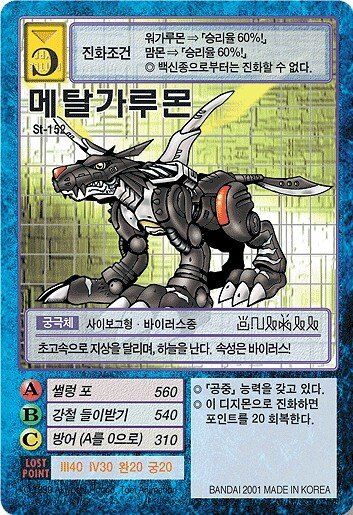 진화조건
워가루몬 ⇒ 「승리율 60%!」
맘몬 ⇒ 「승리율 60%!」
◎ 백신종으로부터는 진화할 수 없다.
메탈가루몬
St-152
궁극체 사이보그형 · 바이러스종
초고속으로 지상을 달리며, 하늘을 난다. 속성은 바이러스!
A 썰렁 포 560
B 강철 들이받기 540
C 방어 (A를 0으로) 310
◎ 「공중」 능력을 갖고 있다.
◎ 이 디지몬으로 진화하면
포인트를 20 회복한다.
LOST
POINT
III40 IV30 완20 궁20
BANDAI 2001 MADE IN KOREA